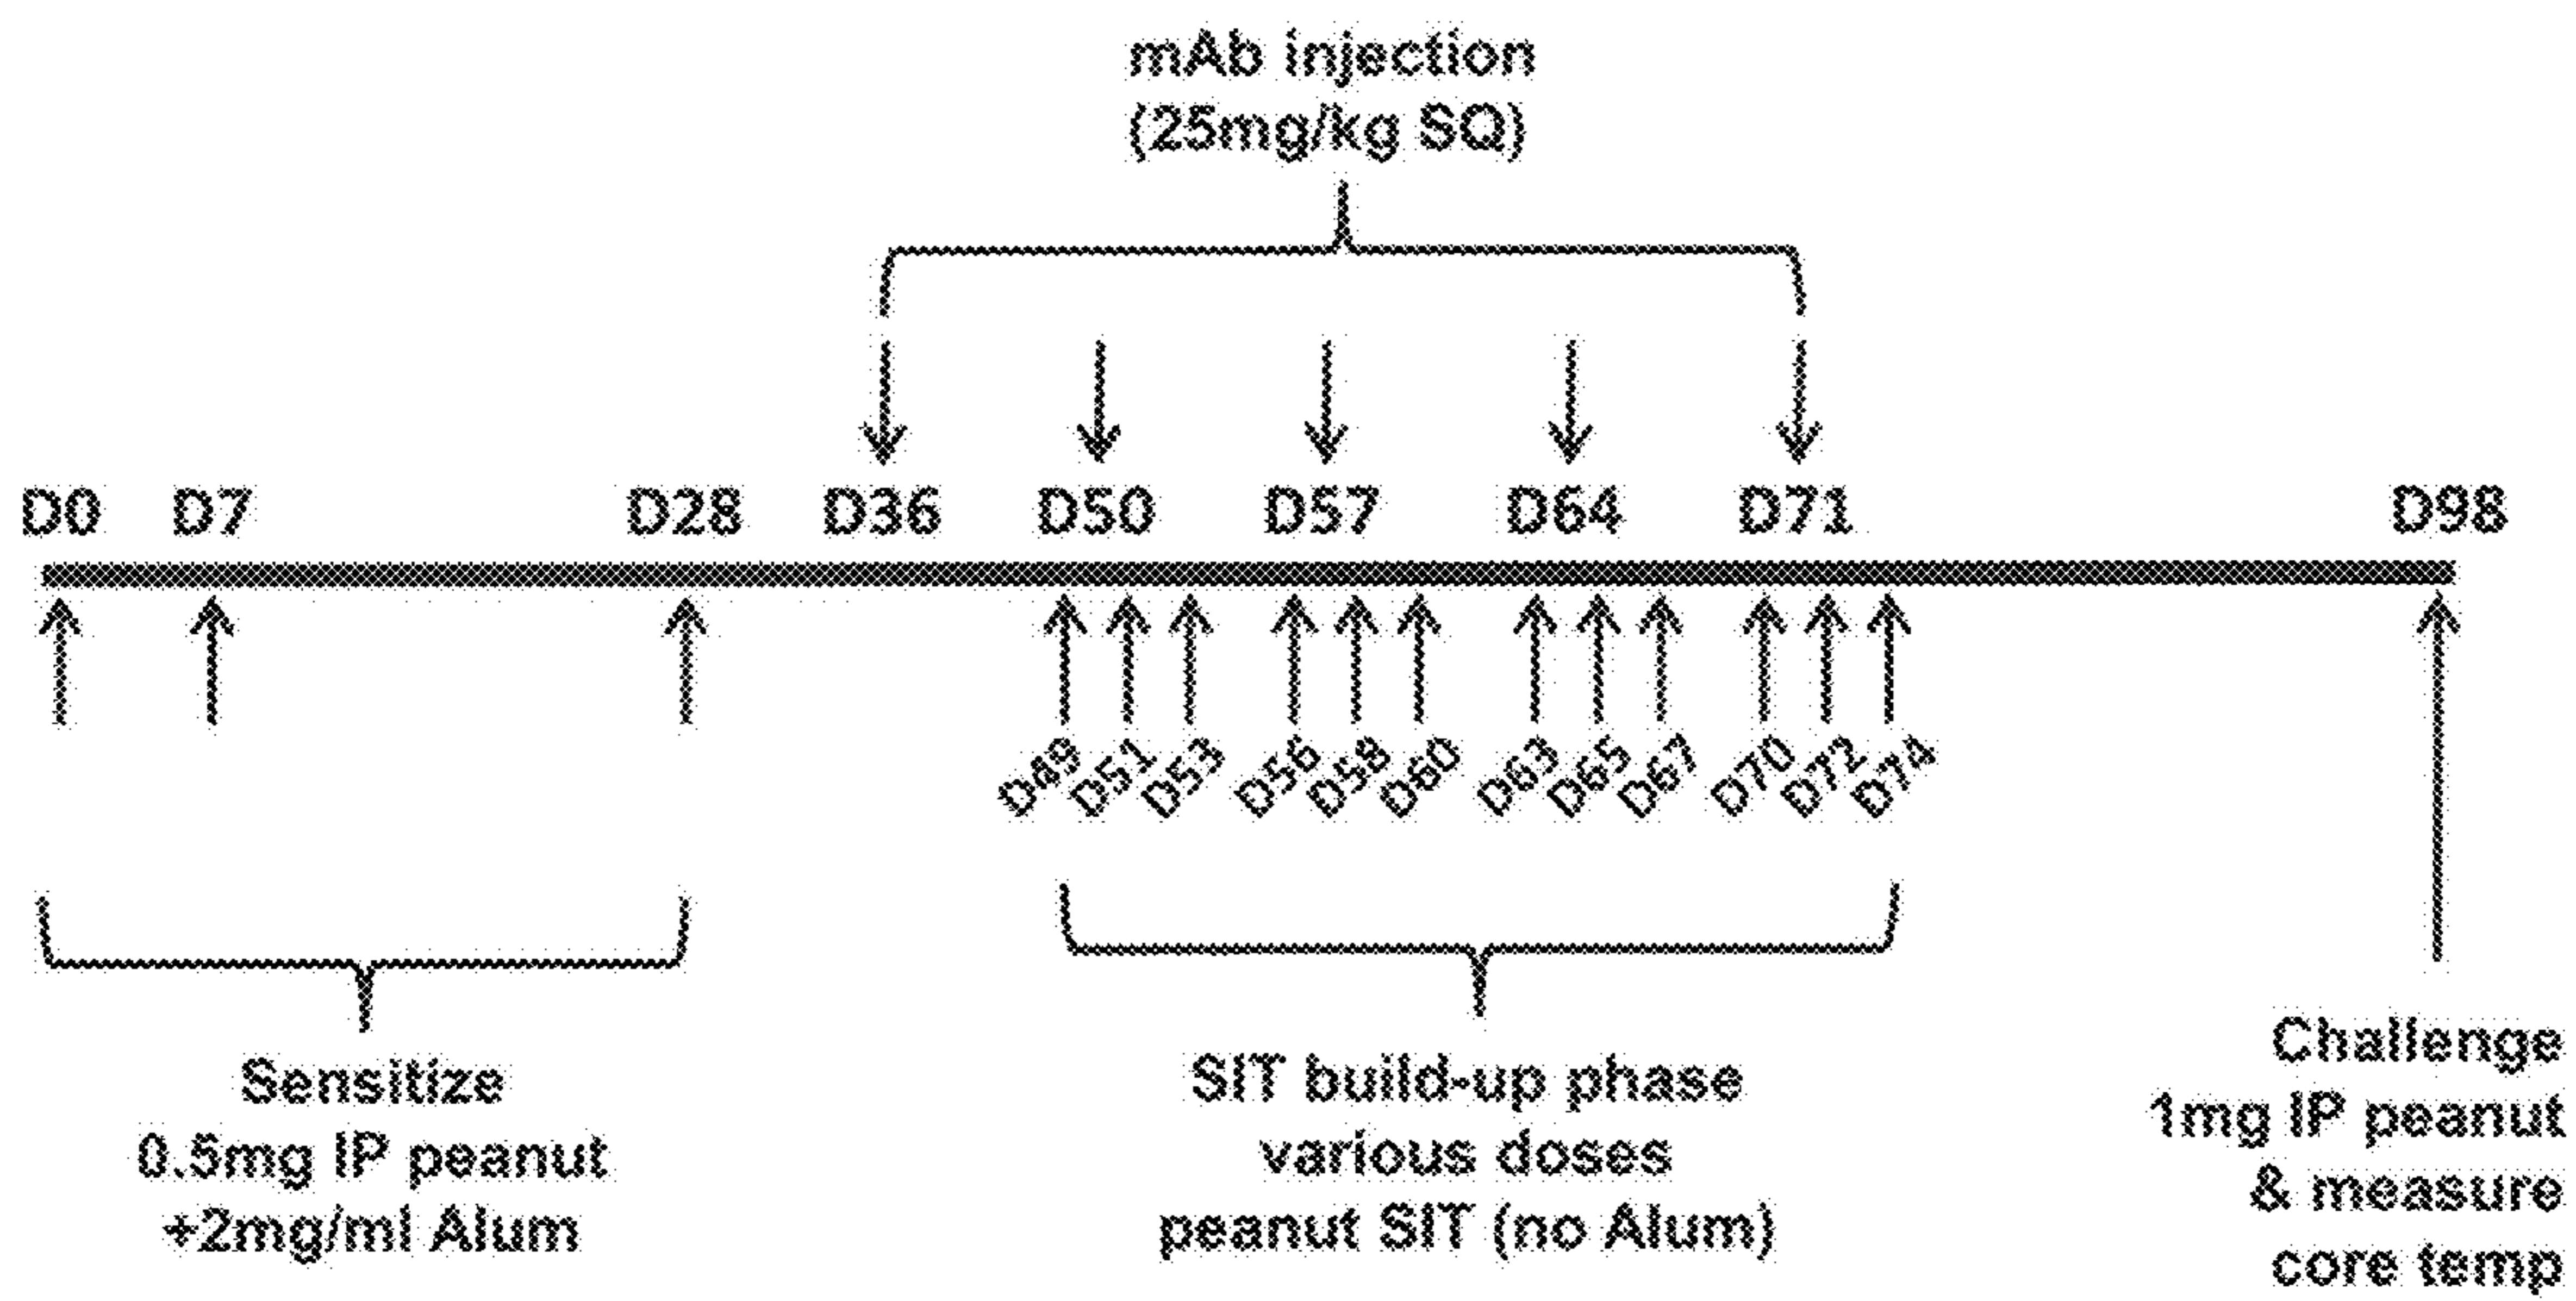 mAb injection
(25mg/kg SQ)
D0 D7 D28 D36 D50 D57 D64 D71 D98
D49 D51 D53 D56 D58 D60 D63 D65 D67 D70 D72 D74
Sensitize
0.5mg IP peanut
+2mg/ml Alum
SIT build-up phase
various doses
peanut SIT (no Alum)
Challenge
1mg IP peanut
& measure
core temp